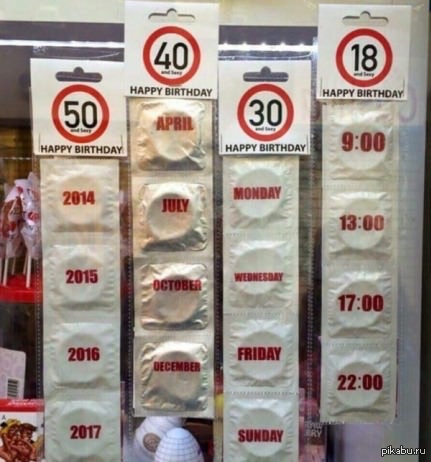 50
and Sexy
HAPPY BIRTHDAY
2014
2015
2016
2017
40
and Sexy
HAPPY BIRTHDAY
APRIL
JULY
OCTOBER
DECEMBER
30
and Sexy
HAPPY BIRTHDAY
MONDAY
WEDNESDAY
FRIDAY
SUNDAY
18
and Sexy
HAPPY BIRTHDAY
9:00
13:00
17:00
22:00
pikabu.ru